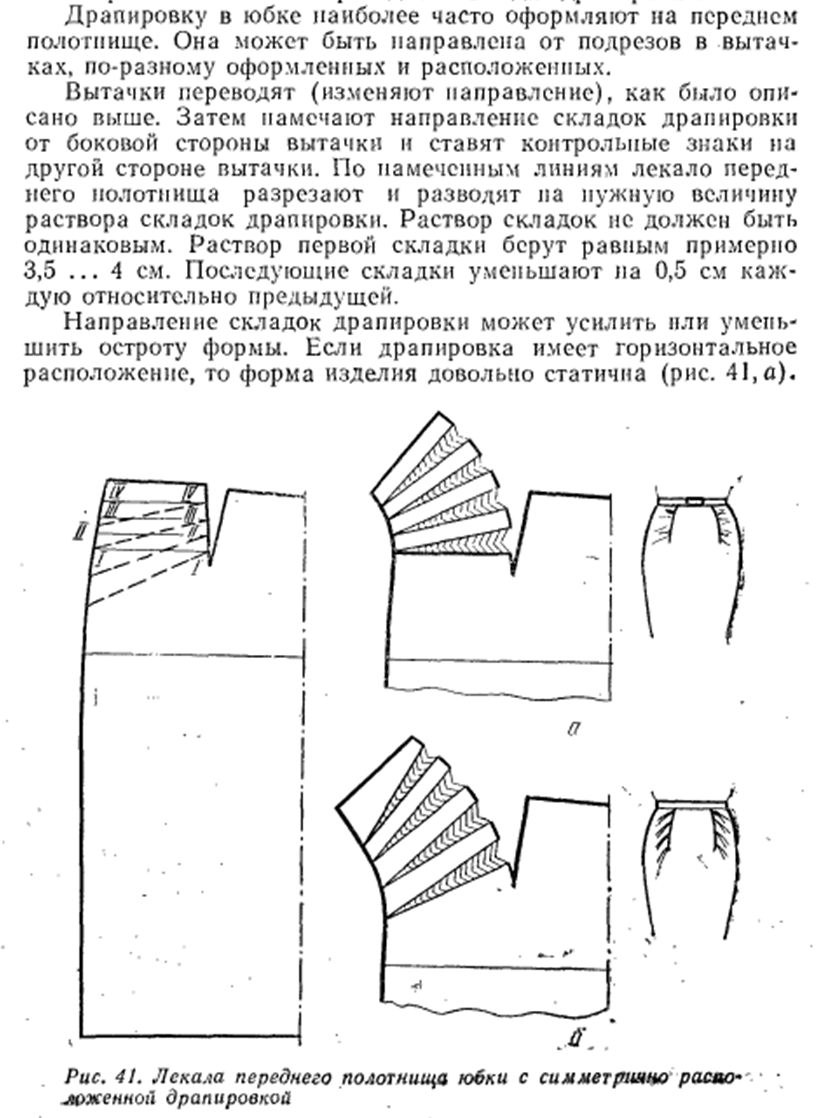 Драпировку в юбке наиболее часто оформляют на переднем
полотнище. Она может быть направлена от подрезов в вытач-
ках, по-разному оформленных и расположенных.
Вытачки переводят (изменяют направление), как было опи-
сано выше. Затем намечают направление складок драпировки
от боковой стороны вытачки и ставят контрольные знаки на
другой стороне вытачки. По намеченным линиям лекало перед-
него полотнища разрезают и разводят на нужную величину
раствора складок драпировки. Раствор складок не должен быть
одинаковым. Раствор первой складки берут равным примерно
3,5 ... 4 см. Последующие складки уменьшают на 0,5 см каж-
дую относительно предыдущей.
Направление складок драпировки может усилить или умень-
шить остроту формы. Если драпировка имеет горизонтальное
расположение, то форма изделия довольно статична (рис. 41, а).
IV IV
III III
II II
I I
а
б
Рис. 41. Лекала переднего полотнища юбки с симметрично распо-
ложенной драпировкой